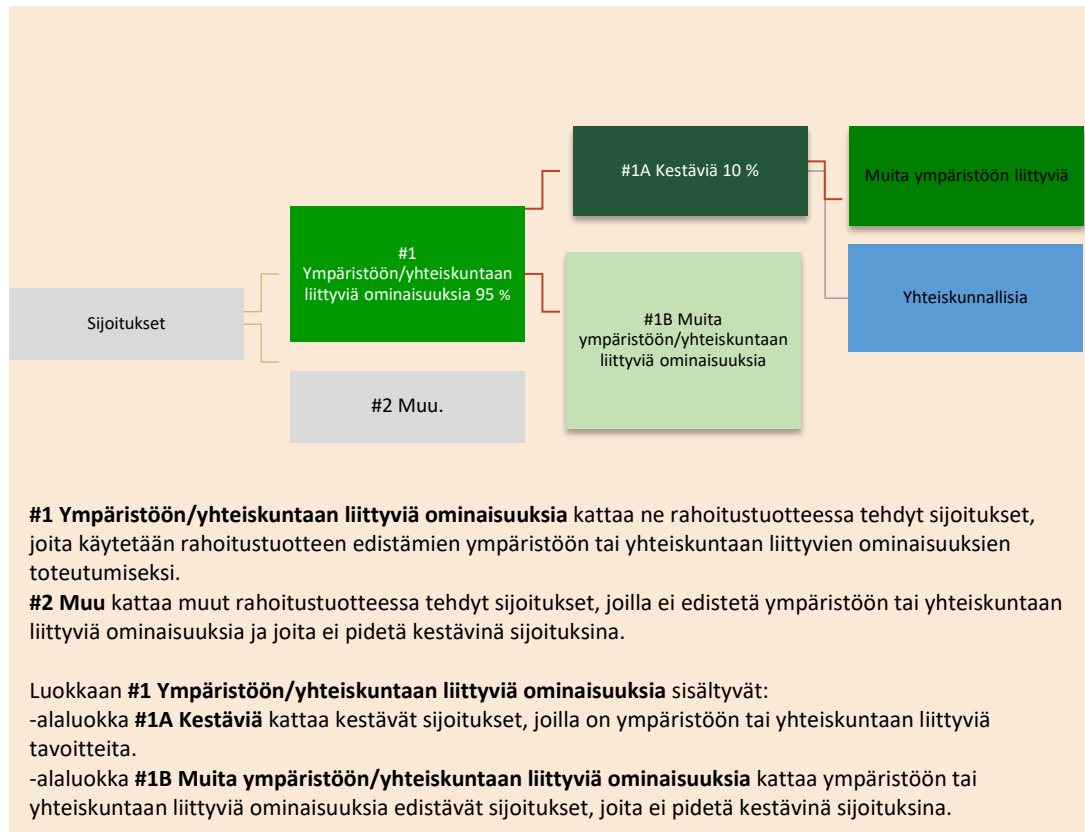 #1A Kestäviä 10 %
Muita ympäristöön liittyviä
#1
Ympäristöön/yhteiskuntaan
liittyviä ominaisuuksia 95 %
Yhteiskunnallisia
Sijoitukset
#1B Muita
ympäristöön/yhteiskuntaan
liittyviä ominaisuuksia
#2 Muu.
#1 Ympäristöön/yhteiskuntaan liittyviä ominaisuuksia kattaa ne rahoitustuotteessa tehdyt sijoitukset,
joita käytetään rahoitustuotteen edistämien ympäristöön tai yhteiskuntaan liittyvien ominaisuuksien
toteutumiseksi.
#2 Muu kattaa muut rahoitustuotteessa tehdyt sijoitukset, joilla ei edistetä ympäristöön tai yhteiskuntaan
liittyviä ominaisuuksia ja joita ei pidetä kestävinä sijoituksina.
Luokkaan #1 Ympäristöön/yhteiskuntaan liittyviä ominaisuuksia sisältyvät:
-alaluokka #1A Kestäviä kattaa kestävät sijoitukset, joilla on ympäristöön tai yhteiskuntaan liittyviä
tavoitteita.
-alaluokka #1B Muita ympäristöön/yhteiskuntaan liittyviä ominaisuuksia kattaa ympäristöön tai
yhteiskuntaan liittyviä ominaisuuksia edistävät sijoitukset, joita ei pidetä kestävinä sijoituksina.